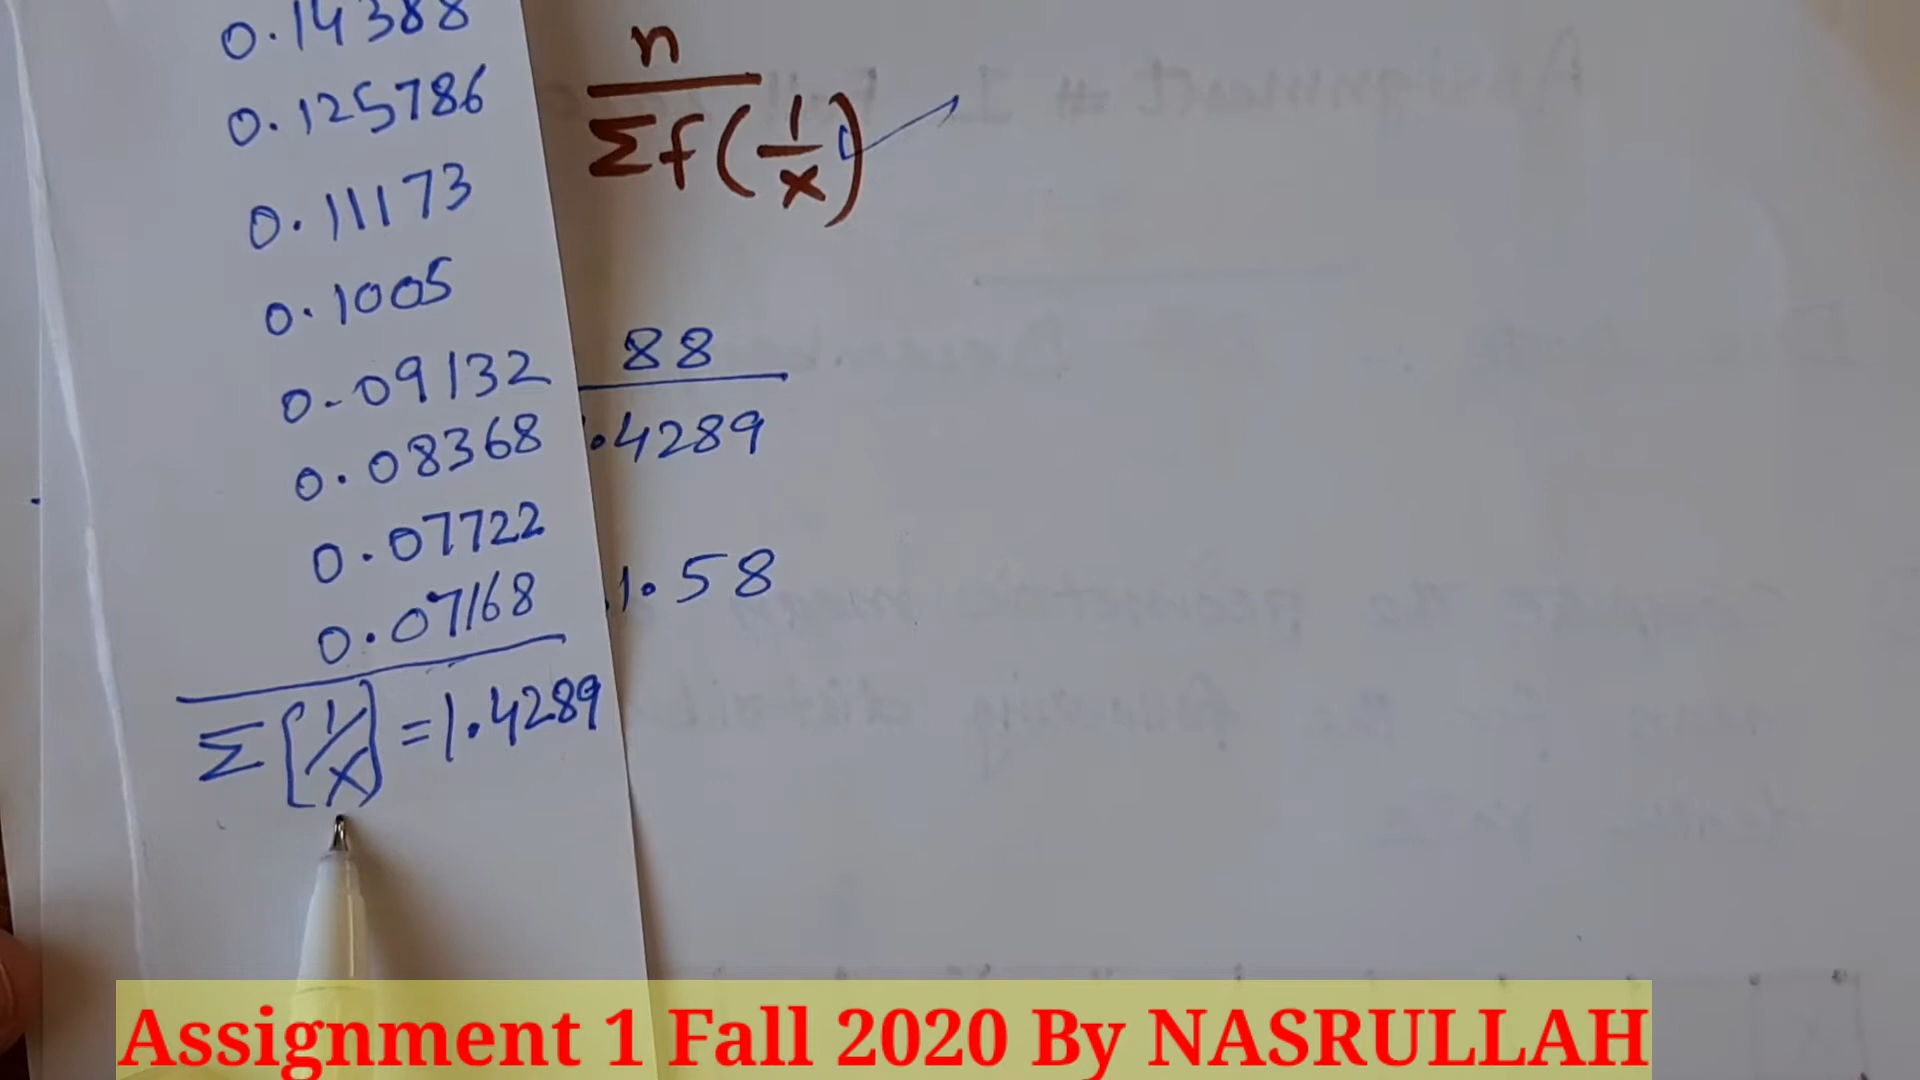 0.14388
0.125786
0.11173
0.1005
0.09132
0.08368
0.07722
0.07168
Σ[1/x] = 1.4289
n
Σf(1/x)
88
.4289
1.58
Assignment 1 Fall 2020 By NASRULLAH